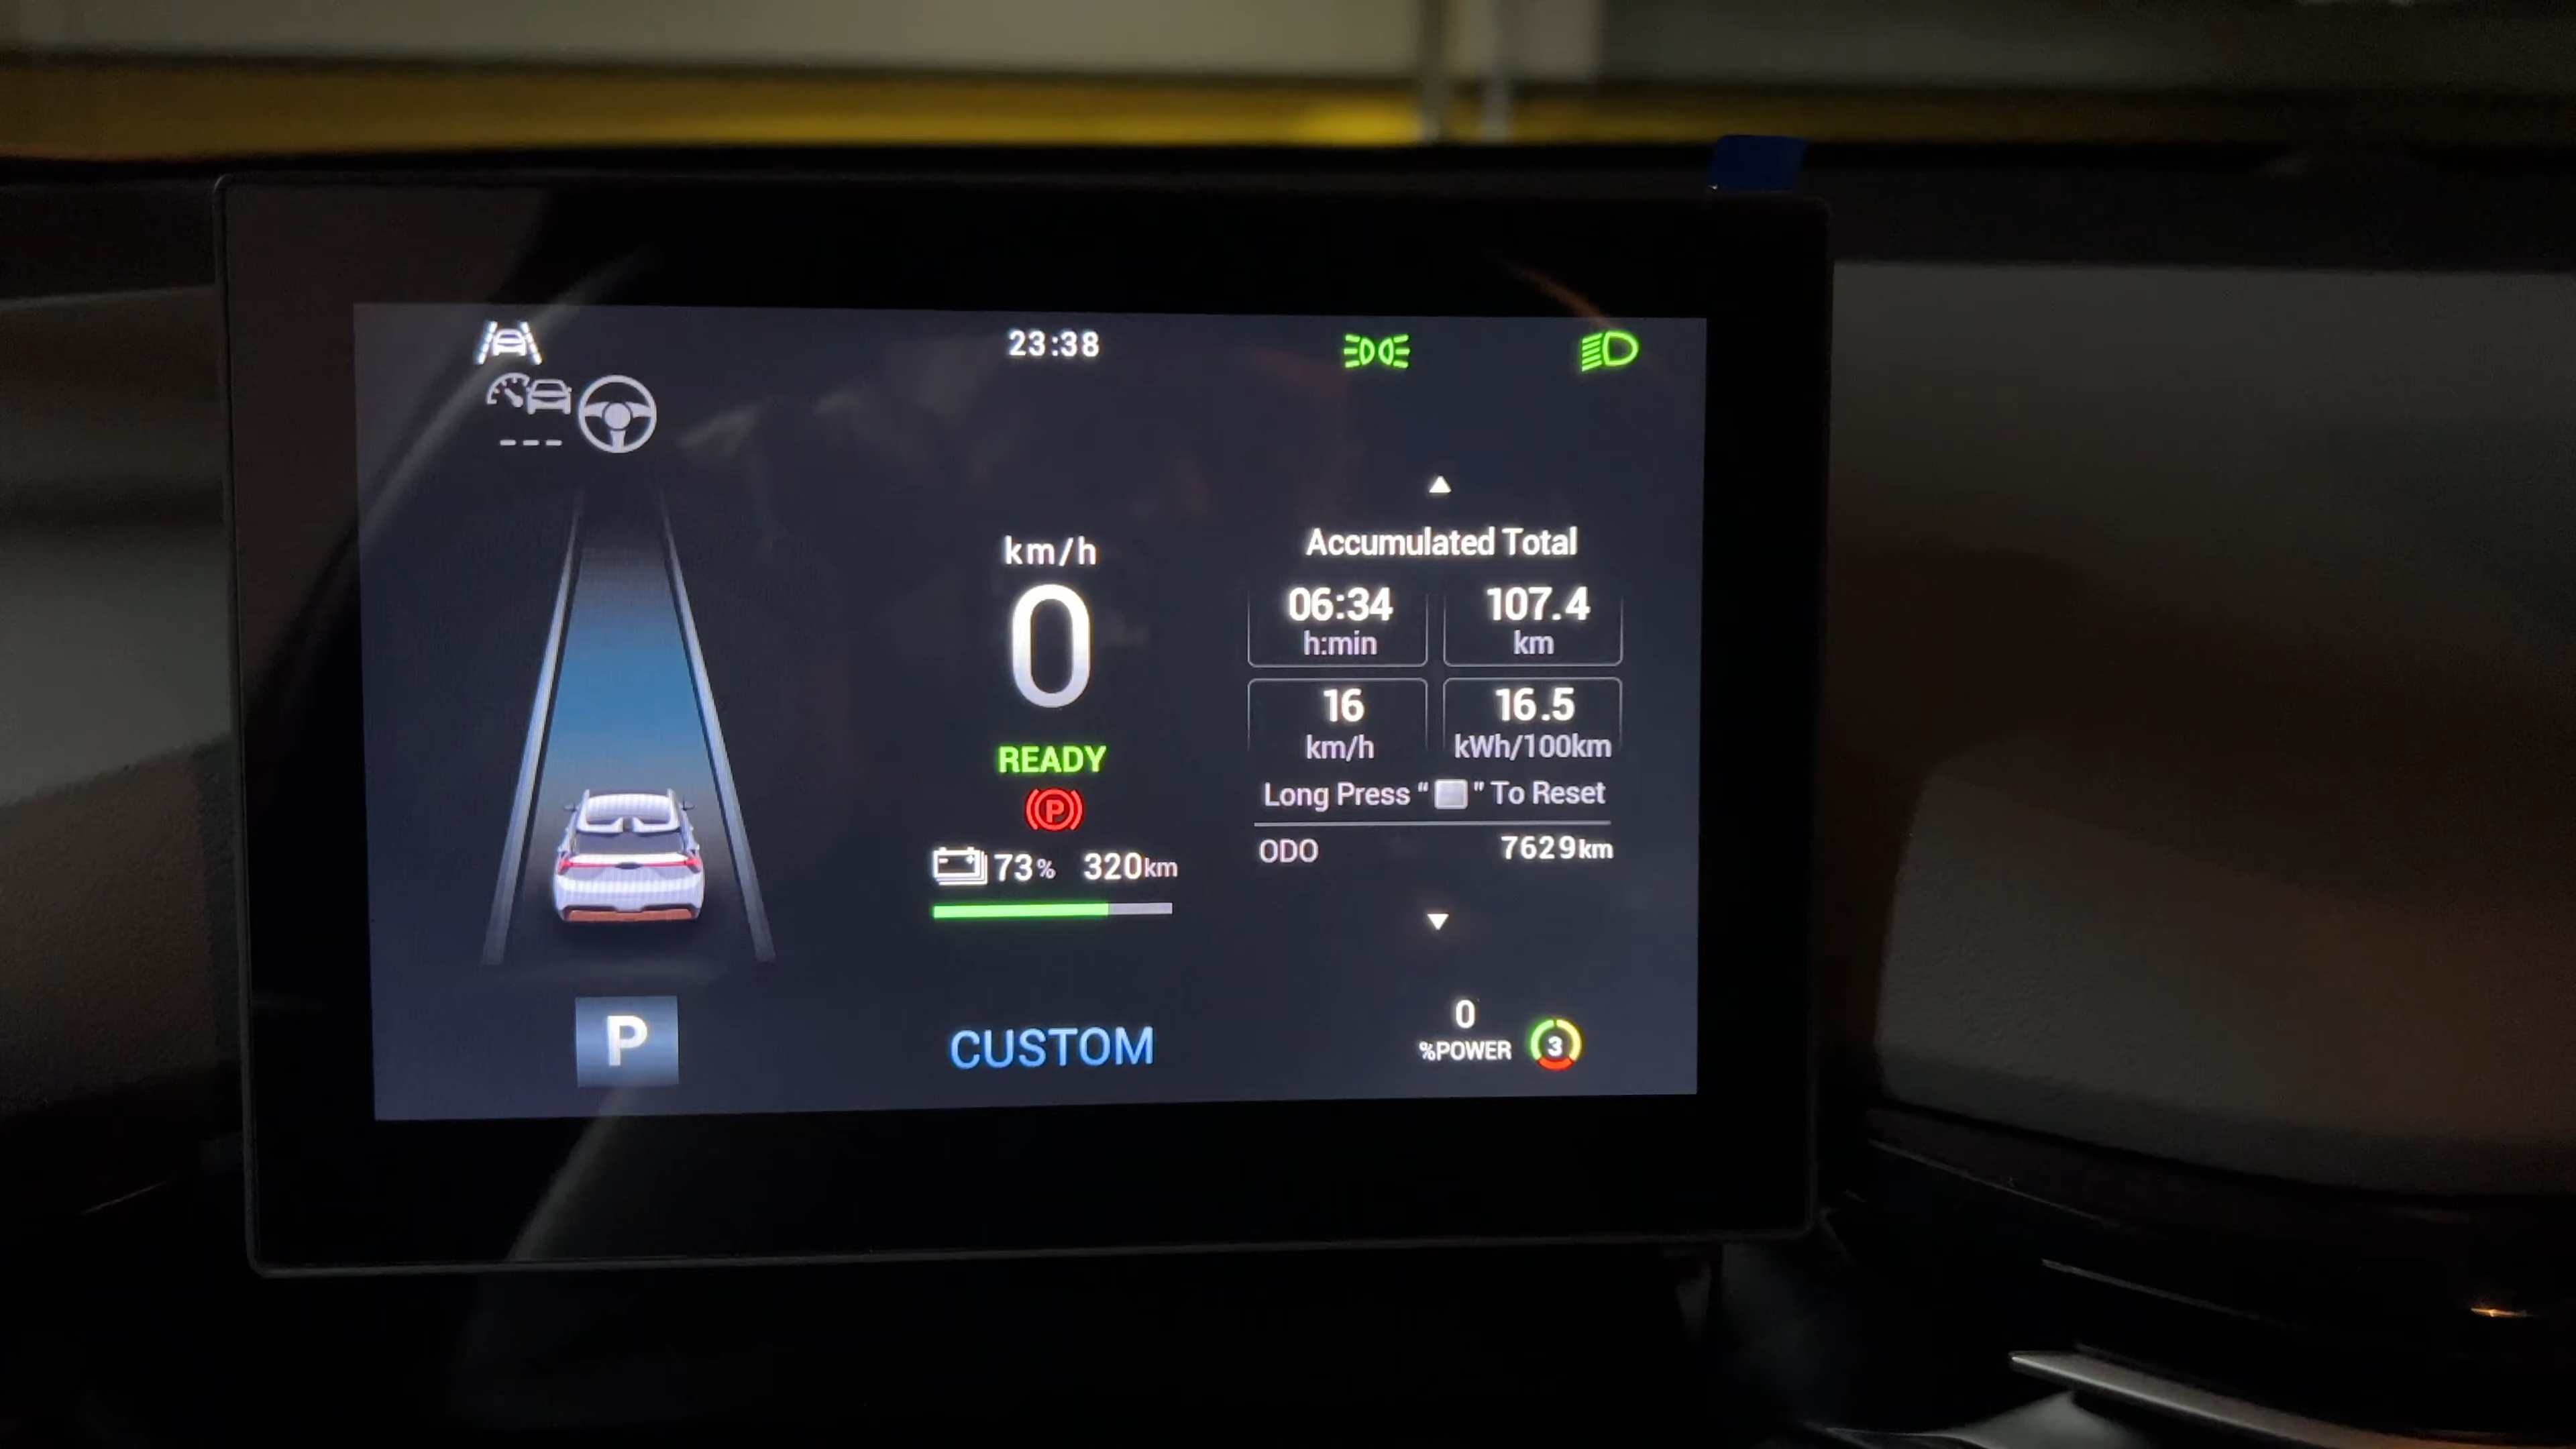 23:38
---
km/h
0
READY
P
73% 320km
Accumulated Total
06:34 107.4
h:min km
16 16.5
km/h kWh/100km
Long Press “ ” To Reset
ODO 7629km
P
CUSTOM
0
%POWER 3